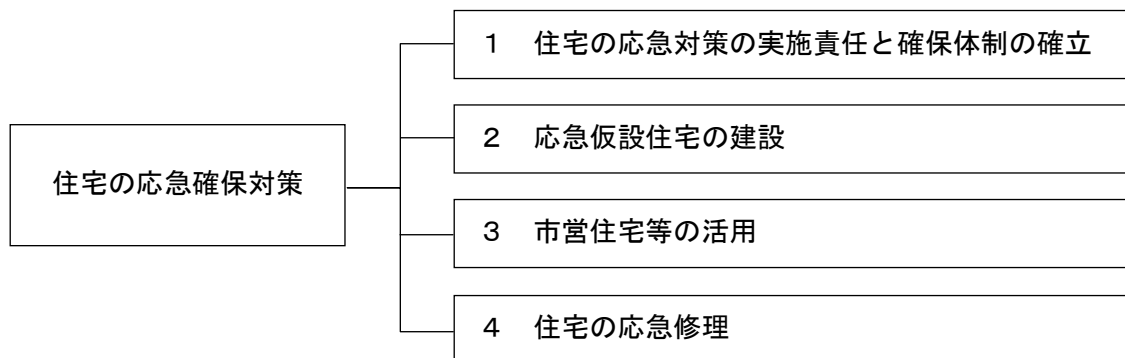 住宅の応急確保対策
１　住宅の応急対策の実施責任と確保体制の確立
２　応急仮設住宅の建設
３　市営住宅等の活用
４　住宅の応急修理